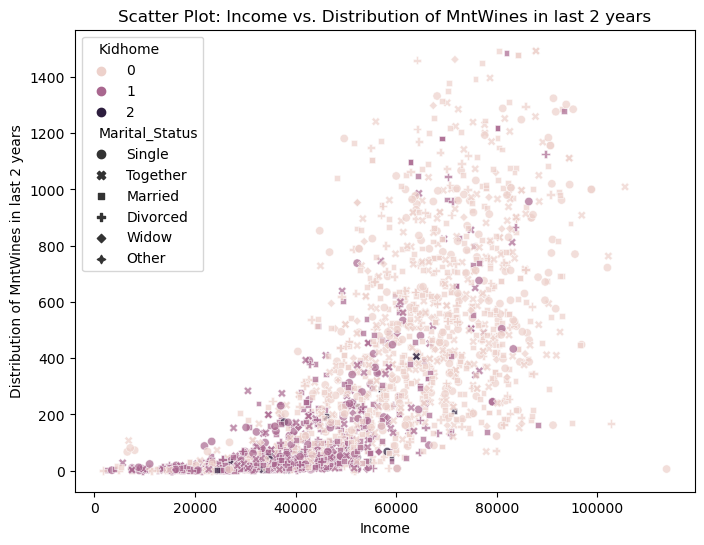 Scatter Plot: Income vs. Distribution of MntWines in last 2 years
Distribution of MntWines in last 2 years
1400
1200
1000
800
600
400
200
0
Kidhome
0
1
2
Marital_Status
Single
Together
Married
Divorced
Widow
Other
0
20000
40000
60000
80000
100000
Income